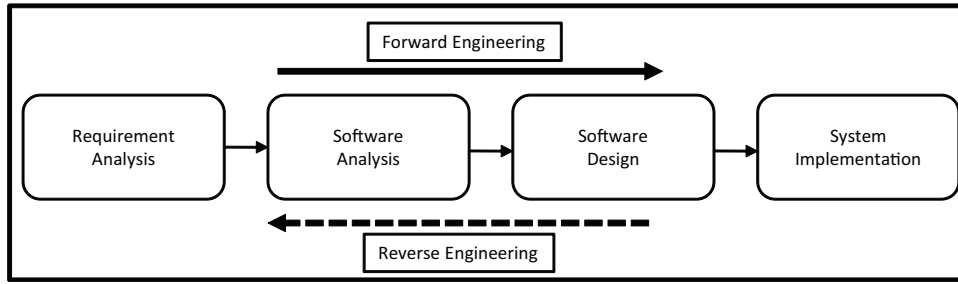 Forward Engineering
Requirement
Analysis
Software
Analysis
Software
Design
System
Implementation
Reverse Engineering